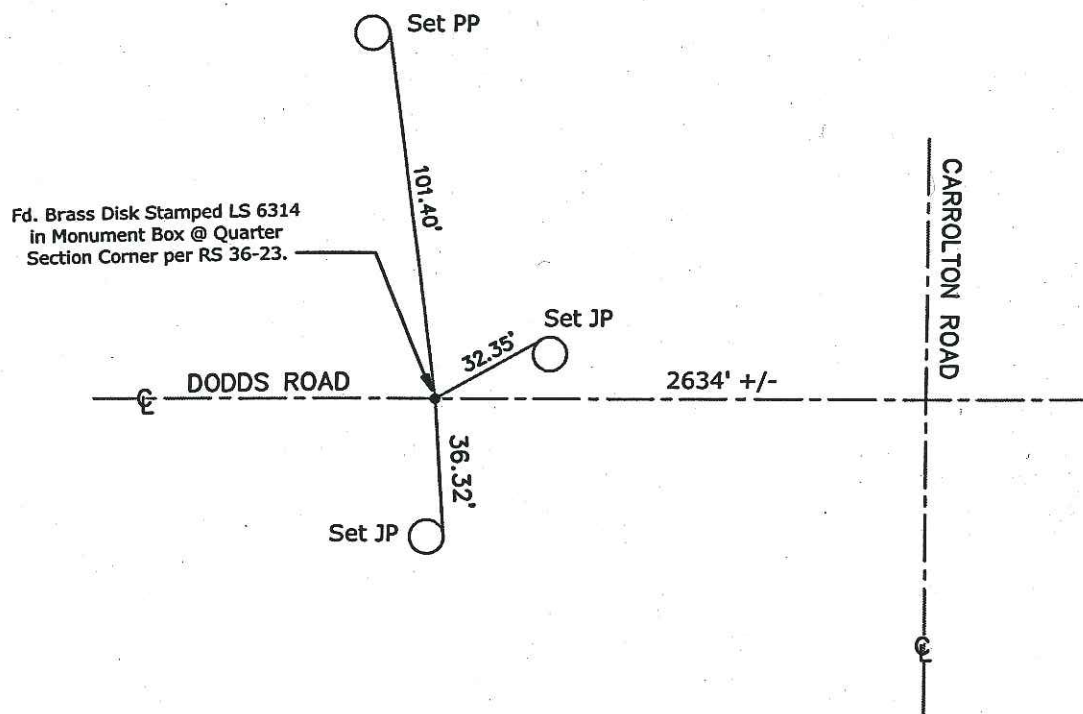 Set PP
101.40'
Fd. Brass Disk Stamped LS 6314
in Monument Box @ Quarter
Section Corner per RS 36-23.
CARROLTON ROAD
Set JP
32.35'
DODDS ROAD
2634' +/-
℄
36.32'
Set JP
℄